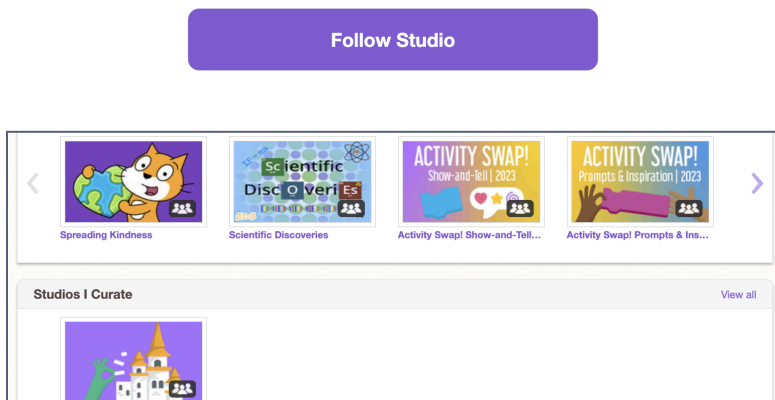 Follow Studio
Scientific
Discoveries
ACTIVITY SWAP!
Show-and-Tell | 2023
ACTIVITY SWAP!
Prompts & Inspiration | 2023
Spreading Kindness
Scientific Discoveries
Activity Swap! Show-and-Tell...
Activity Swap! Prompts & Ins...
Studios I Curate
View all